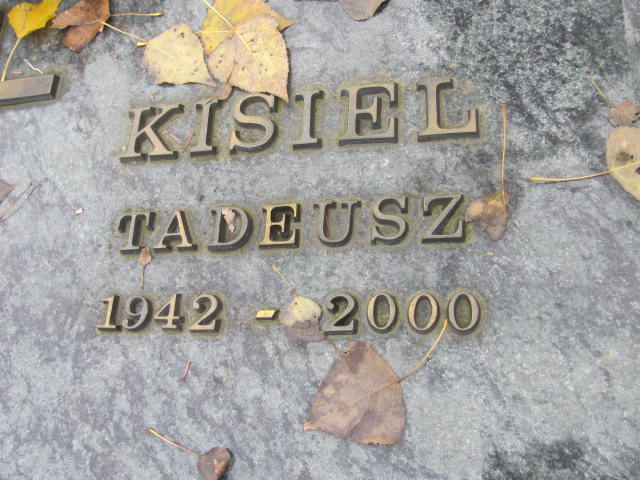 KISIEL
TADEUSZ
1942 - 2000